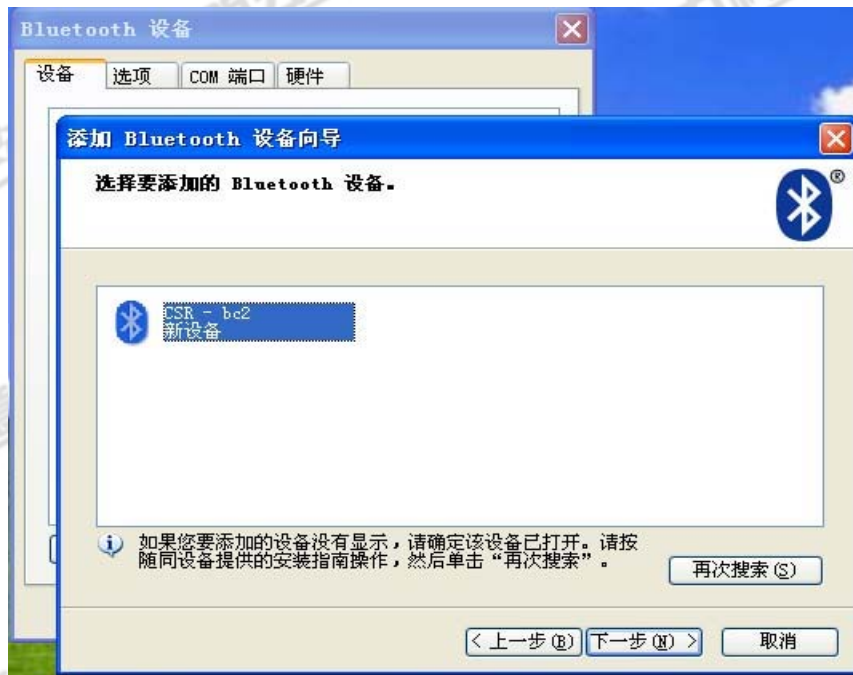 Bluetooth 设备
设备
选项
COM 端口
硬件
添加 Bluetooth 设备向导
选择要添加的 Bluetooth 设备。
®
CSR - bc2
新设备
如果您要添加的设备没有显示，请确定该设备已打开。请按
随同设备提供的安装指南操作，然后单击“再次搜索”。
再次搜索(S)
< 上一步(B)
下一步(N) >
取消